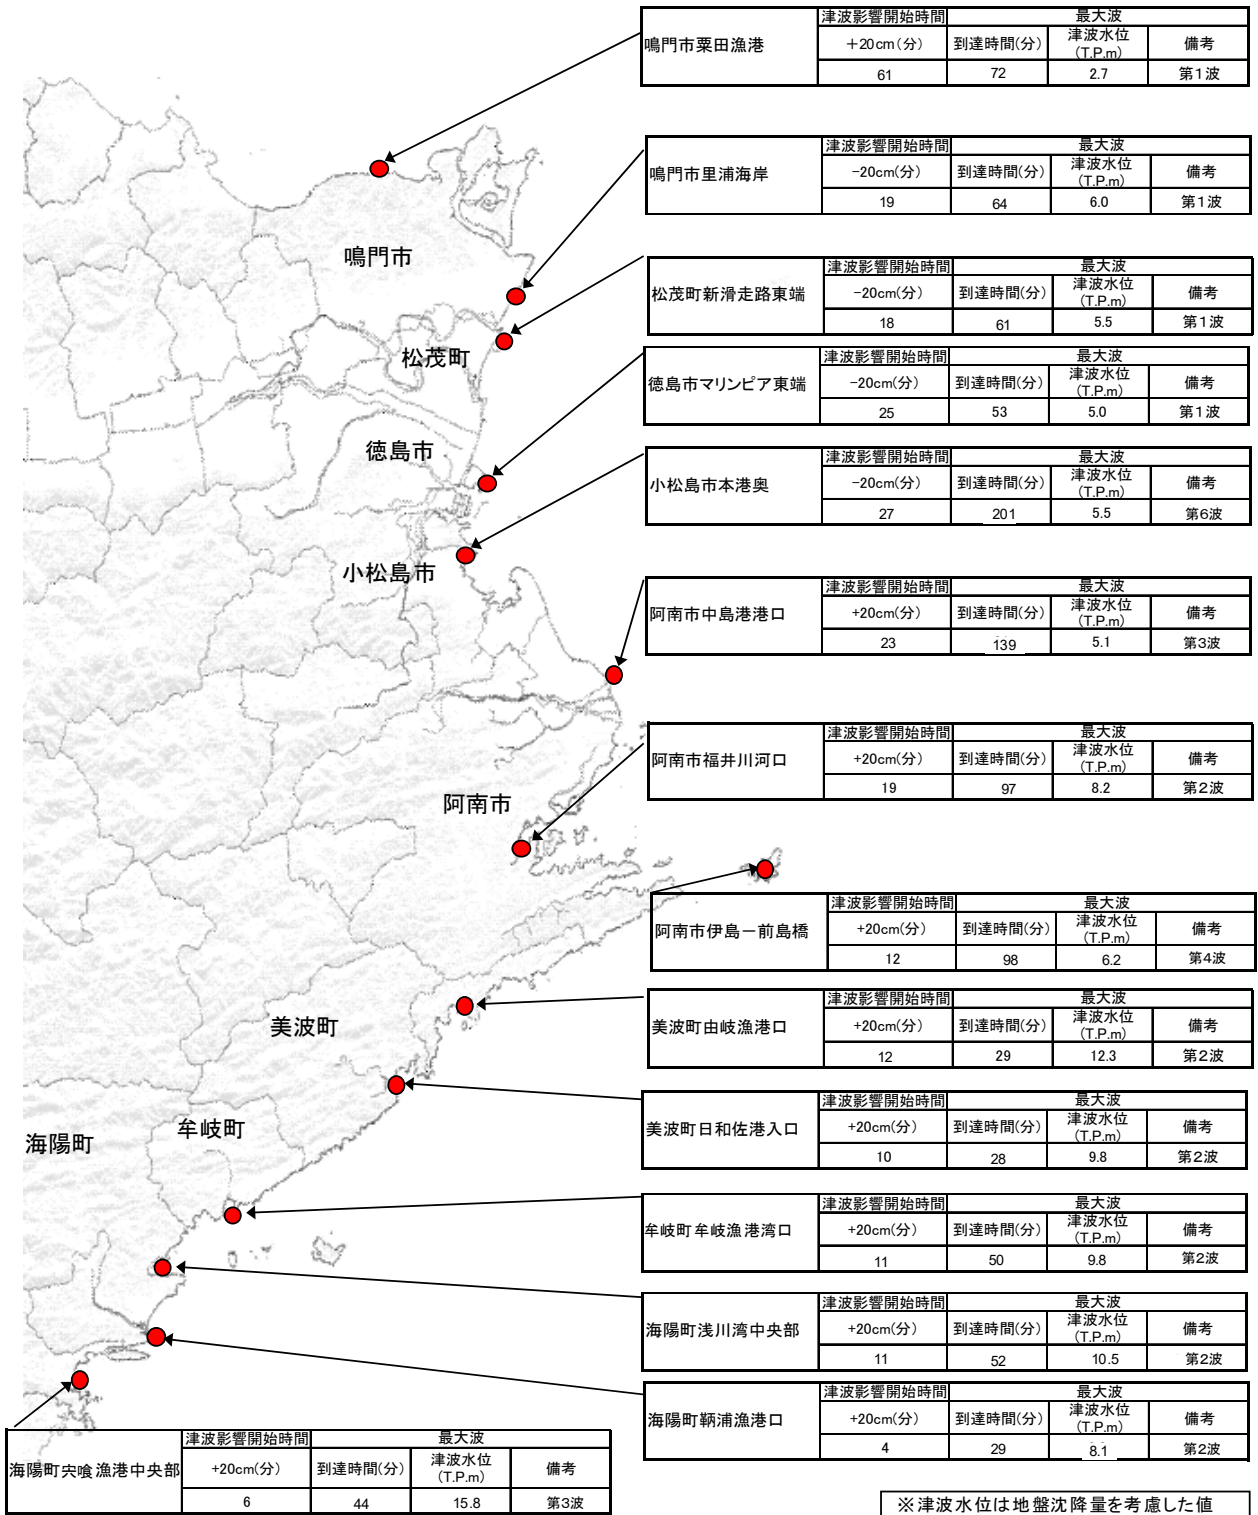 鳴門市粟田漁港
津波影響開始時間 最大波
+20cm(分) 到達時間(分) 津波水位(T.P.m) 備考
61 72 2.7 第1波
鳴門市里浦海岸
津波影響開始時間 最大波
-20cm(分) 到達時間(分) 津波水位(T.P.m) 備考
19 64 6.0 第1波
鳴門市
松茂町新滑走路東端
津波影響開始時間 最大波
-20cm(分) 到達時間(分) 津波水位(T.P.m) 備考
18 61 5.5 第1波
松茂町
徳島市マリンピア東端
津波影響開始時間 最大波
-20cm(分) 到達時間(分) 津波水位(T.P.m) 備考
25 53 5.0 第1波
徳島市
小松島市本港奥
津波影響開始時間 最大波
-20cm(分) 到達時間(分) 津波水位(T.P.m) 備考
27 201 5.5 第6波
小松島市
阿南市中島港港口
津波影響開始時間 最大波
+20cm(分) 到達時間(分) 津波水位(T.P.m) 備考
23 139 5.1 第3波
阿南市福井川河口
津波影響開始時間 最大波
+20cm(分) 到達時間(分) 津波水位(T.P.m) 備考
19 97 8.2 第2波
阿南市
阿南市伊島－前島橋
津波影響開始時間 最大波
+20cm(分) 到達時間(分) 津波水位(T.P.m) 備考
12 98 6.2 第4波
美波町由岐漁港口
津波影響開始時間 最大波
+20cm(分) 到達時間(分) 津波水位(T.P.m) 備考
12 29 12.3 第2波
美波町
美波町日和佐港入口
津波影響開始時間 最大波
+20cm(分) 到達時間(分) 津波水位(T.P.m) 備考
10 28 9.8 第2波
牟岐町
海陽町
牟岐町牟岐漁港湾口
津波影響開始時間 最大波
+20cm(分) 到達時間(分) 津波水位(T.P.m) 備考
11 50 9.8 第2波
海陽町浅川湾中央部
津波影響開始時間 最大波
+20cm(分) 到達時間(分) 津波水位(T.P.m) 備考
11 52 10.5 第2波
海陽町鞆浦漁港口
津波影響開始時間 最大波
+20cm(分) 到達時間(分) 津波水位(T.P.m) 備考
4 29 8.1 第2波
海陽町宍喰漁港中央部
津波影響開始時間 最大波
+20cm(分) 到達時間(分) 津波水位(T.P.m) 備考
6 44 15.8 第3波
※津波水位は地盤沈降量を考慮した値